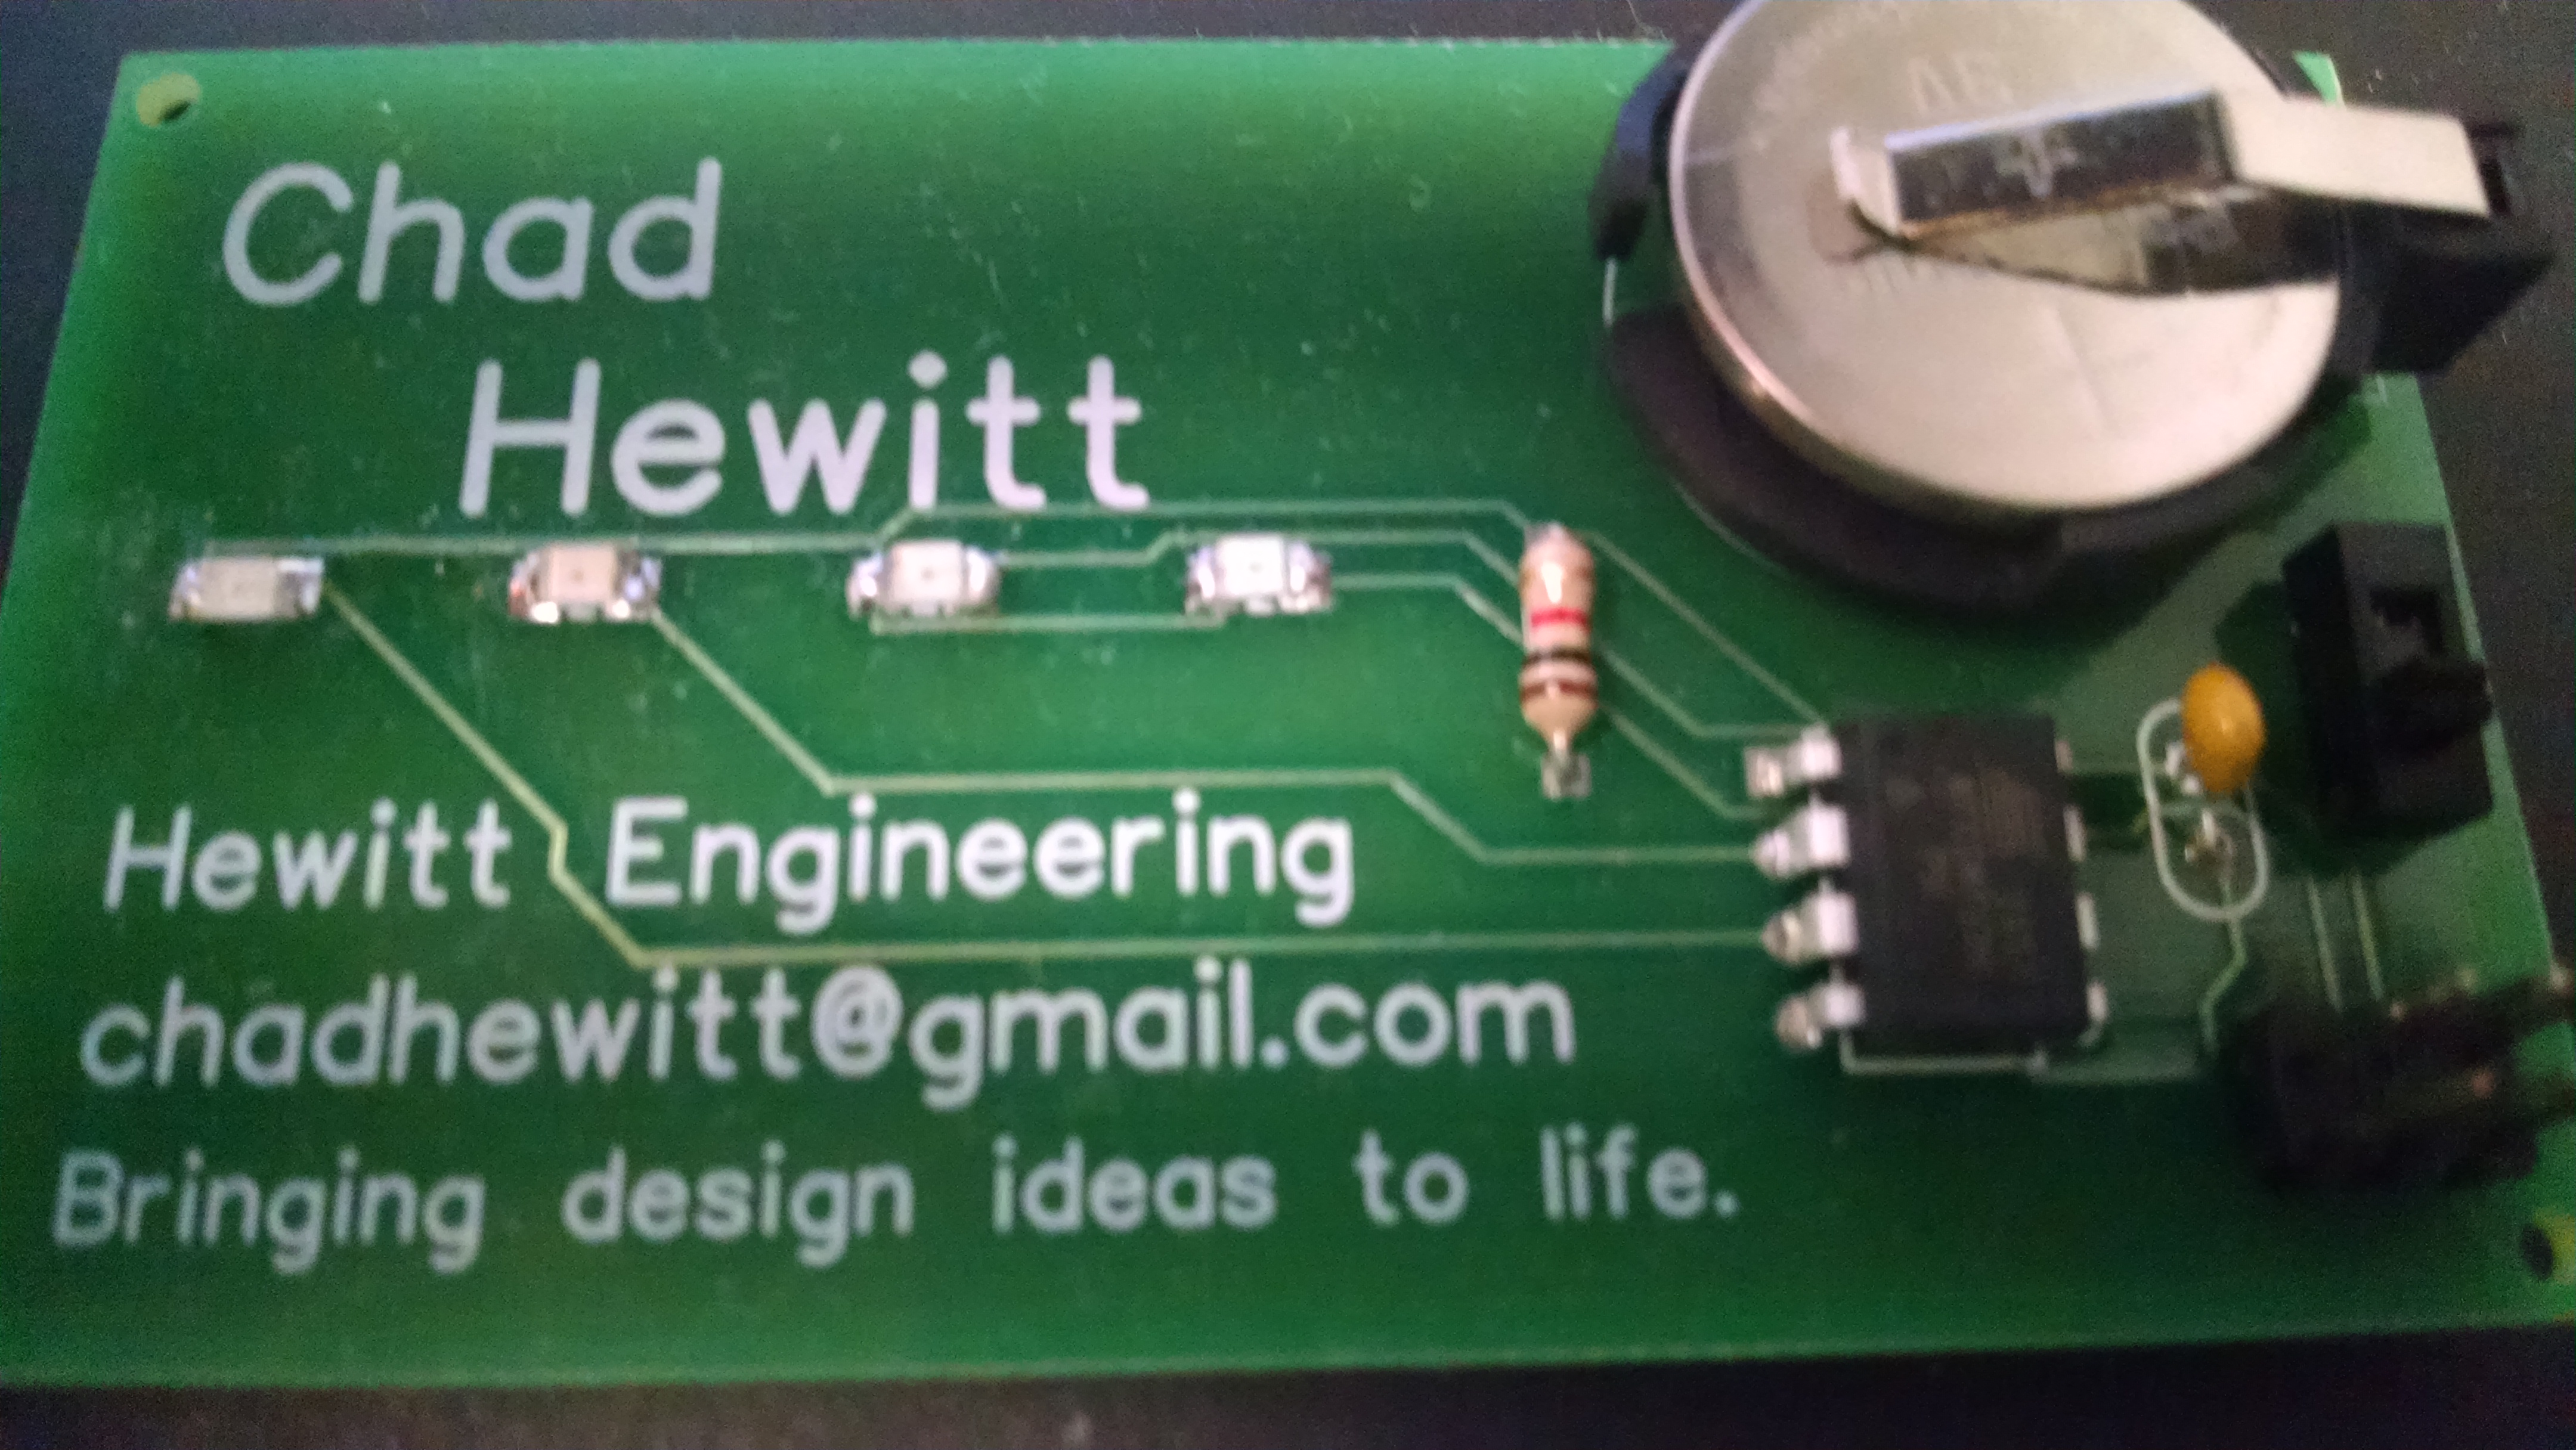 Chad
Hewitt
Hewitt Engineering
chadhewitt@gmail.com
Bringing design ideas to life.